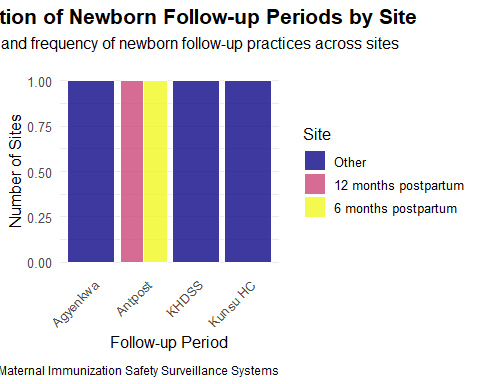 tion of Newborn Follow-up Periods by Site
and frequency of newborn follow-up practices across sites
1.00
0.75
0.50
0.25
0.00
Number of Sites
Agyenkwa
Antpost
KHDSS
Kunsu HC
Follow-up Period
Site
Other
12 months postpartum
6 months postpartum
Maternal Immunization Safety Surveillance Systems